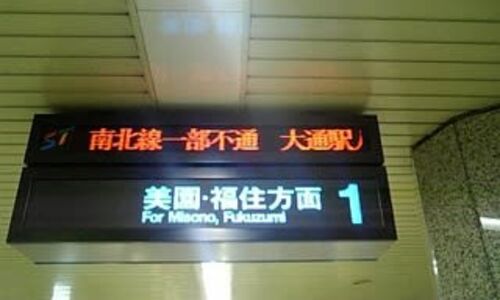 ST 南北線一部不通 大通駅
美園・福住方面 1
For Misono, Fukuzumi